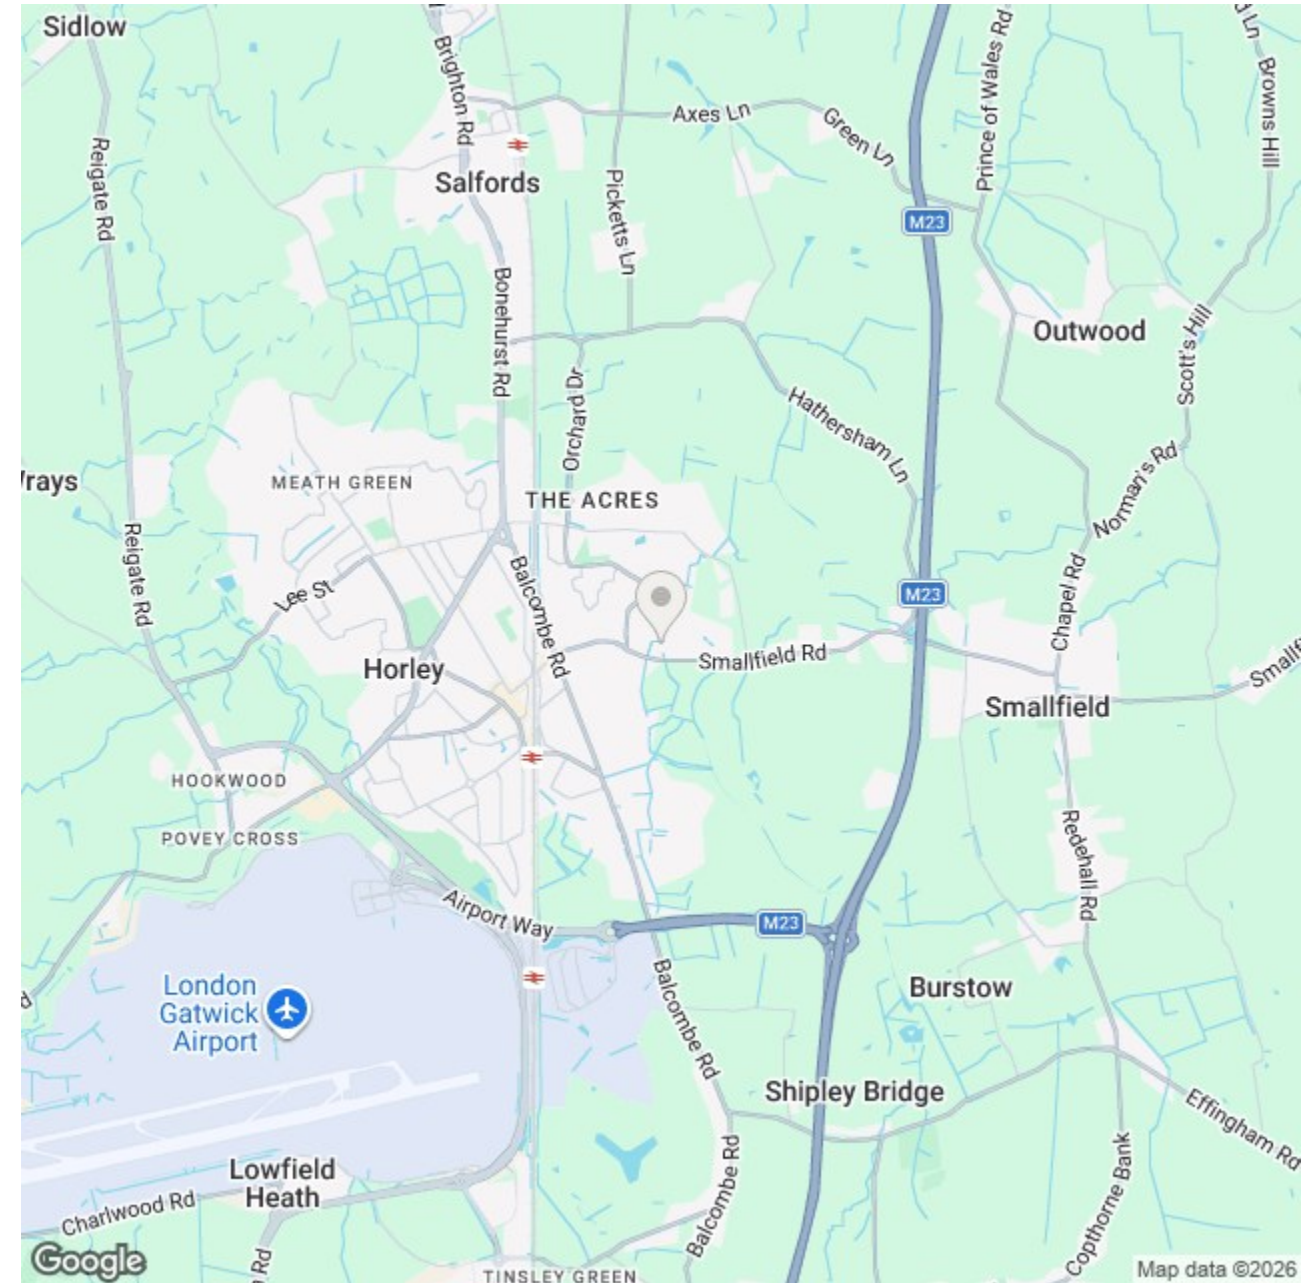 Sidlow
Brighton Rd
Axes Ln
Green Ln
Prince of Wales Rd
Browns Hill
Reigate Rd
Salfords
Picketts Ln
M23
Bonehurst Rd
Outwood
Scott's Hill
Orchard Dr
Hathersham Ln
MEATH GREEN
THE ACRES
Norman's Rd
Reigate Rd
Lee St
Balcombe Rd
M23
Chapel Rd
Horley
Smallfield Rd
Smallfield
HOOKWOOD
POVEY CROSS
Redehall Rd
Airport Way
M23
London
Gatwick
Airport
Balcombe Rd
Burstow
Shipley Bridge
Effingham Rd
Lowfield
Heath
Charlwood Rd
Balcombe Rd
Copthorne Bank
Google
TINSLEY GREEN
Map data ©2026